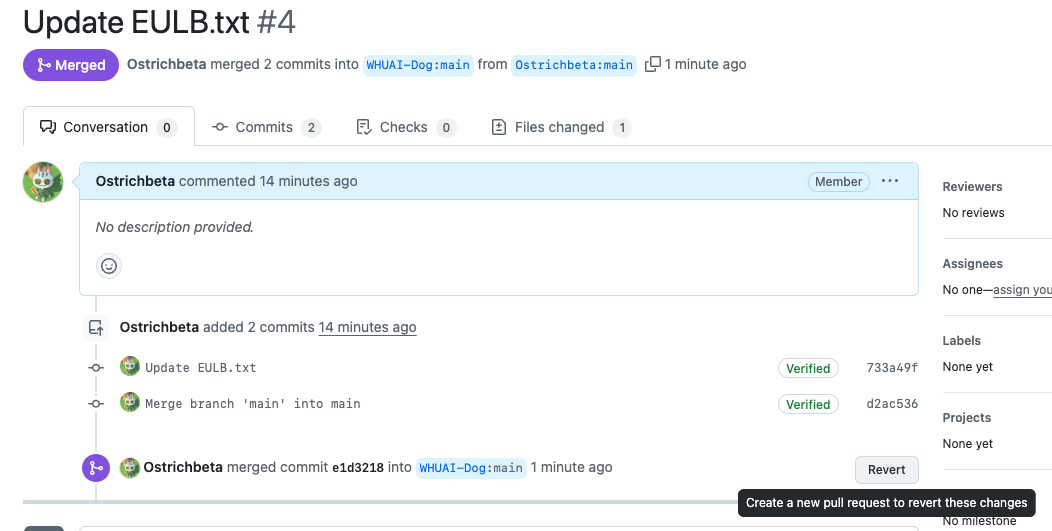 Update EULB.txt #4
Merged Ostrichbeta merged 2 commits into WHUAI-Dog:main from Ostrichbeta:main 1 minute ago
Conversation 0 Commits 2 Checks 0 Files changed 1
Ostrichbeta commented 14 minutes ago Member ...
No description provided.
Reviewers
No reviews
Assignees
No one—assign you
Ostrichbeta added 2 commits 14 minutes ago
Update EULB.txt Verified 733a49f
Merge branch 'main' into main Verified d2ac536
Labels
None yet
Projects
None yet
Ostrichbeta merged commit e1d3218 into WHUAI-Dog:main 1 minute ago Revert
Create a new pull request to revert these changes
No milestone